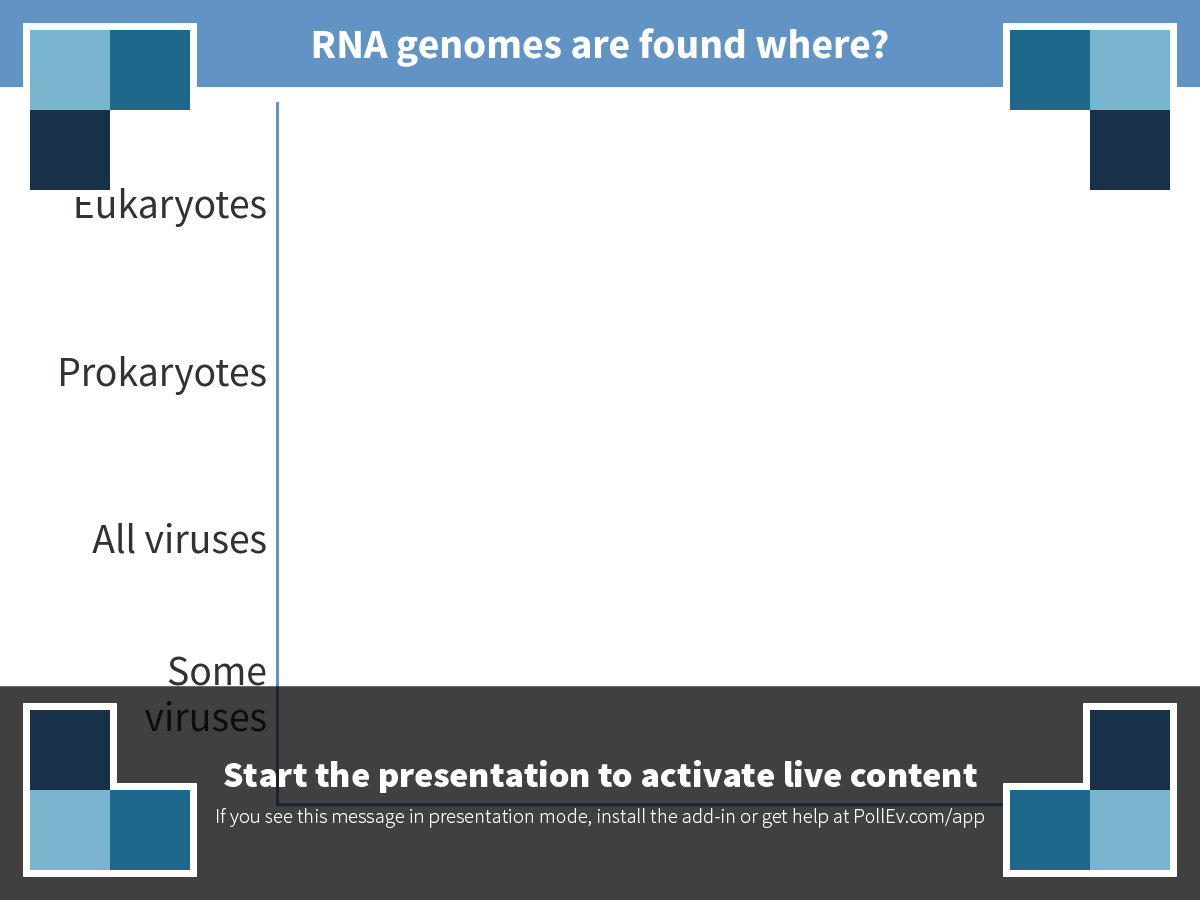 RNA genomes are found where?
Eukaryotes
Prokaryotes
All viruses
Some
viruses
Start the presentation to activate live content
If you see this message in presentation mode, install the add-in or get help at PollEv.com/app